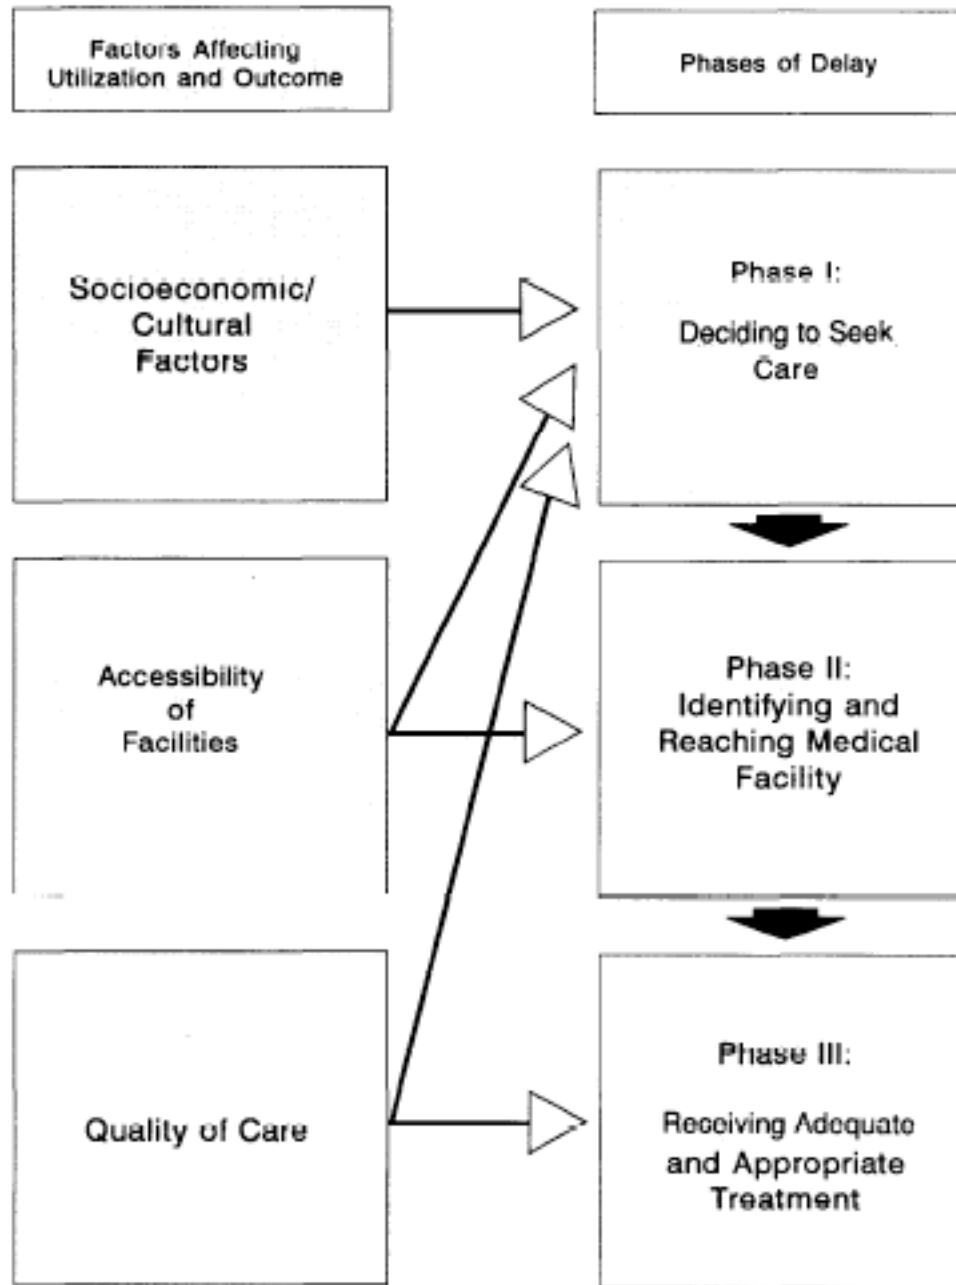 Factors Affecting
Utilization and Outcome
Phases of Delay
Socioeconomic/
Cultural
Factors
Phase I:
Deciding to Seek
Care
Accessibility
of
Facilities
Phase II:
Identifying and
Reaching Medical
Facility
Quality of Care
Phase III:
Receiving Adequate
and Appropriate
Treatment